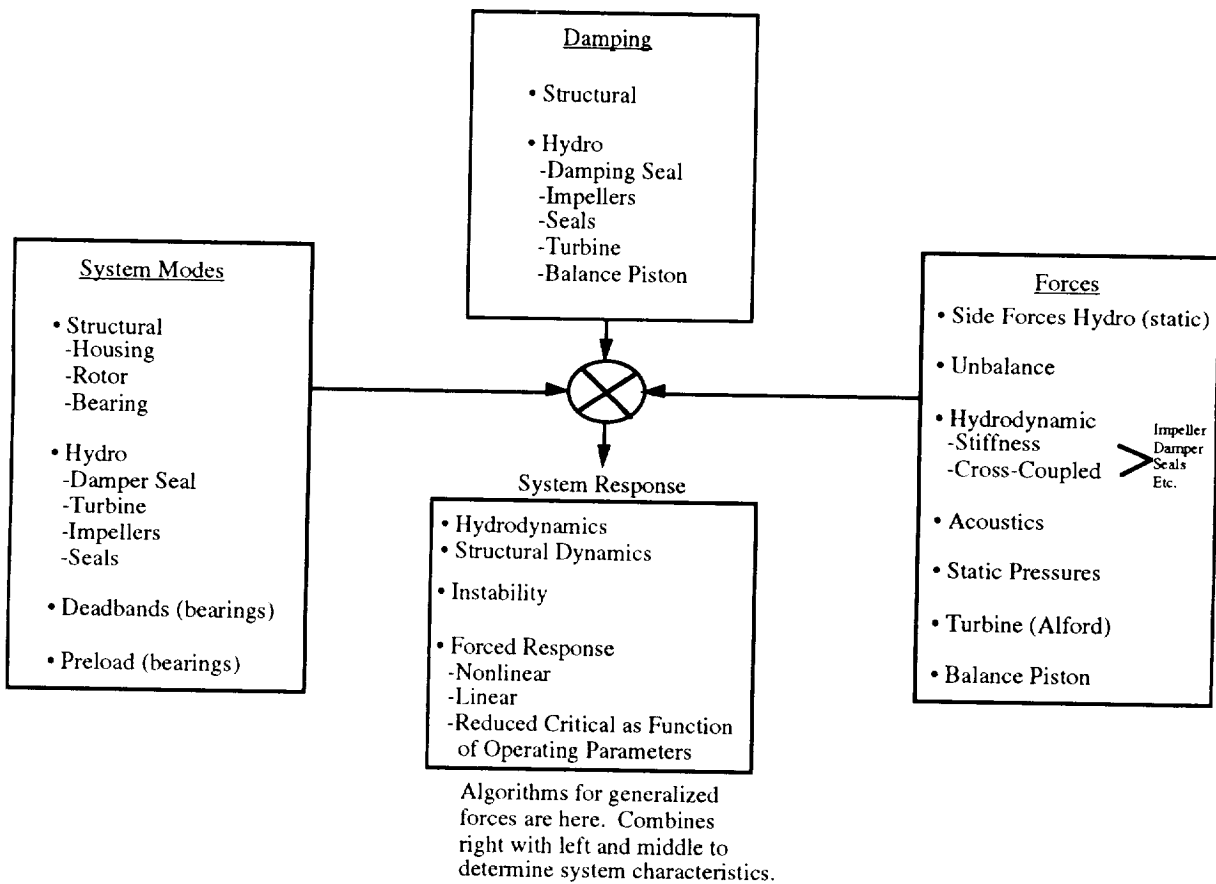 Damping
• Structural
• Hydro
-Damping Seal
-Impellers
-Seals
-Turbine
-Balance Piston
System Modes
• Structural
-Housing
-Rotor
-Bearing
• Hydro
-Damper Seal
-Turbine
-Impellers
-Seals
• Deadbands (bearings)
• Preload (bearings)
Forces
• Side Forces Hydro (static)
• Unbalance
• Hydrodynamic
-Stiffness
-Cross-Coupled
Impeller
Damper
Seals
Etc.
• Acoustics
• Static Pressures
• Turbine (Alford)
• Balance Piston
System Response
• Hydrodynamics
• Structural Dynamics
• Instability
• Forced Response
-Nonlinear
-Linear
-Reduced Critical as Function
of Operating Parameters
Algorithms for generalized
forces are here. Combines
right with left and middle to
determine system characteristics.